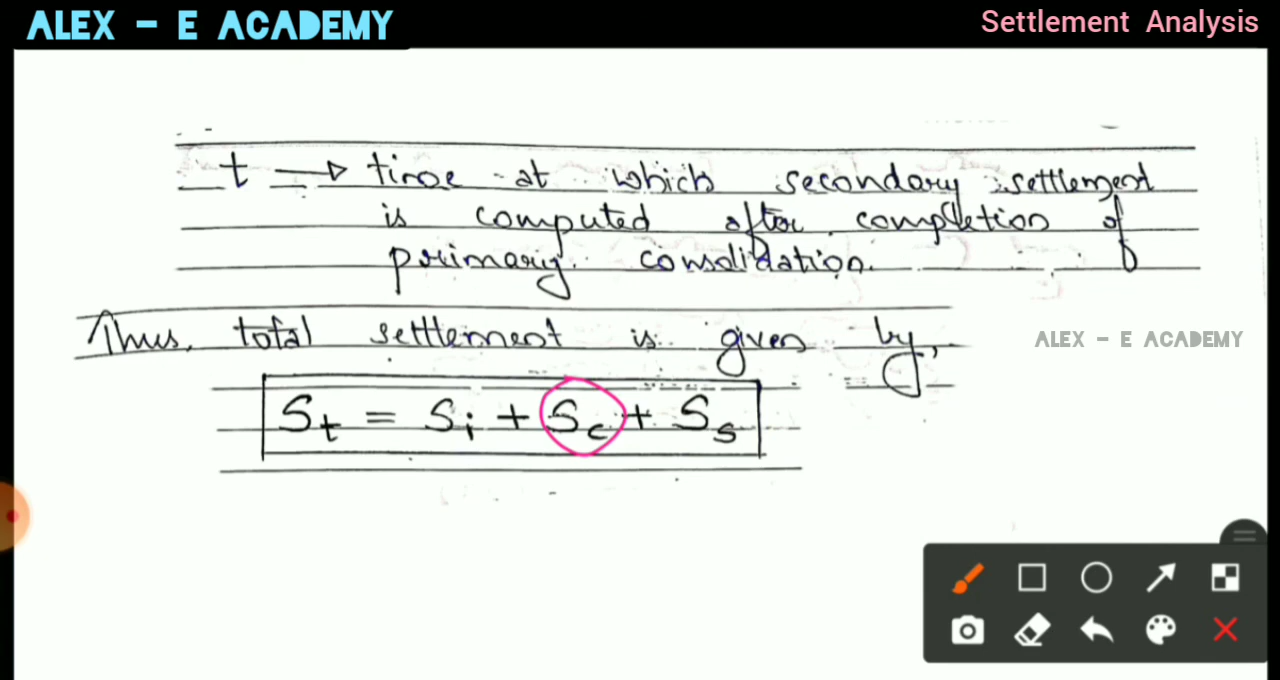 ALEX - E ACADEMY
Settlement Analysis
t → time at which secondary settlement
is computed after completion of
primary consolidation.
Thus, total settlement is given by,
ALEX - E ACADEMY
St = Si + Sc + Ss